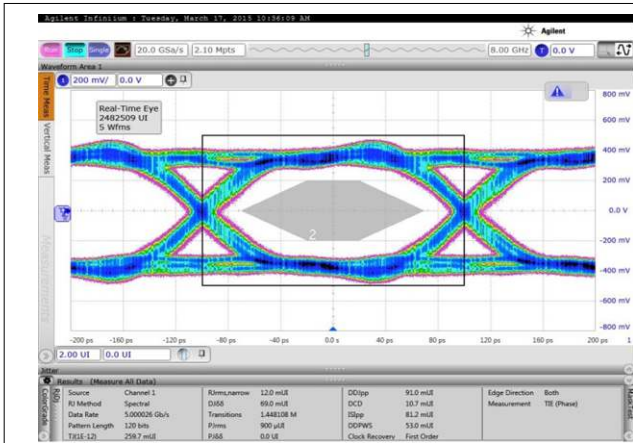 Agilent Infiniium : Tuesday, March 17, 2015 10:36:09 AM
Agilent
Run Stop Single 20.0 GSa/s 2.10 Mpts 8.00 GHz T 0.0 V
Waveform Area 1
1 200 mV/ 0.0 V
Time Meas
Vertical Meas
Measurements
Real-Time Eye
2482509 UI
5 Wfms
800 mV
600 mV
400 mV
200 mV
0.0 V
-200 mV
-400 mV
-600 mV
-800 mV
2
-200 ps -160 ps -120 ps -80 ps -40 ps 0.0 s 40 ps 80 ps 120 ps 160 ps 200 ps 1
2.00 UI 0.0 UI
Jitter
Results (Measure All Data)
ColorGrade
RjDj
MaskTest
Source Channel 1 RJrms,narrow 12.0 mUI DDJpp 91.0 mUI Edge Direction Both
RJ Method Spectral DJδδ 69.0 mUI DCD 10.7 mUI Measurement TIE (Phase)
Data Rate 5.000026 Gb/s Transitions 1.448108 M ISIpp 81.2 mUI
Pattern Length 120 bits PJrms 900 µUI DDPWS 53.0 mUI
TJ(1E-12) 259.7 mUI PJδδ 0.0 UI Clock Recovery First Order